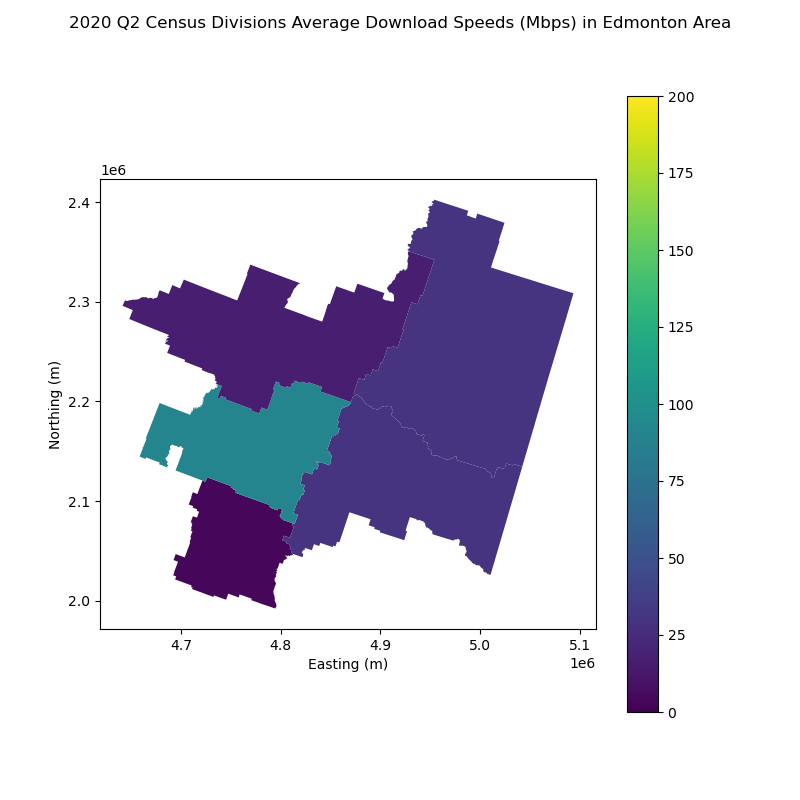 2020 Q2 Census Divisions Average Download Speeds (Mbps) in Edmonton Area
1e6
2.4
2.3
2.2
2.1
2.0
Northing (m)
4.7 4.8 4.9 5.0 5.1
Easting (m)
1e6
200
175
150
125
100
75
50
25
0